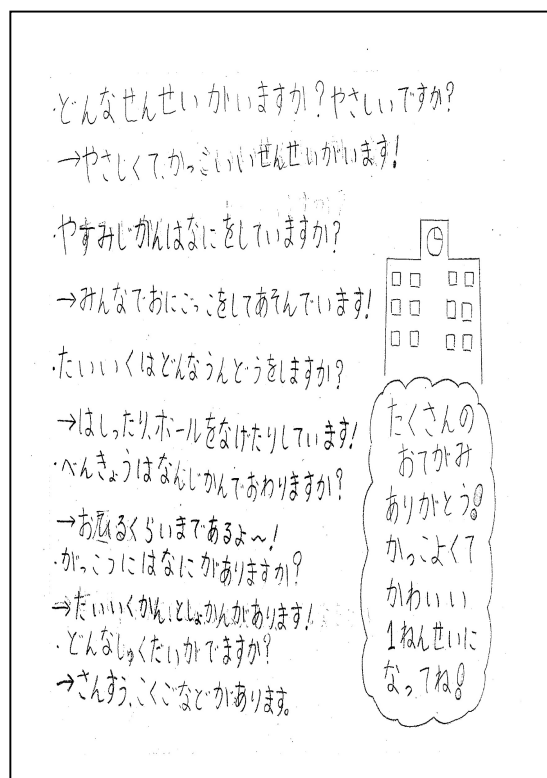 ・どんなせんせいがいますか？やさしいですか？
→やさしくて、かっこいいせんせいがいます！
・やすみじかんはなにをしていますか？
→みんなでおにごっこをしてあそんでいます！
・たいいくはどんなうんどうをしますか？
→はしったり、ボールをなげたりしています！
・べんきょうはなんじかんでおわりますか？
→お昼るくらいまであるよ〜！
・がっこうにはなにがありますか？
→たいいくかん、としょかんがあります！
・どんなしゅくだいがでますか？
→さんすう、こくごなどがあります。
たくさんの
おてがみ
ありがとう！
かっこよくて
かわいい
1ねんせいに
なってね！